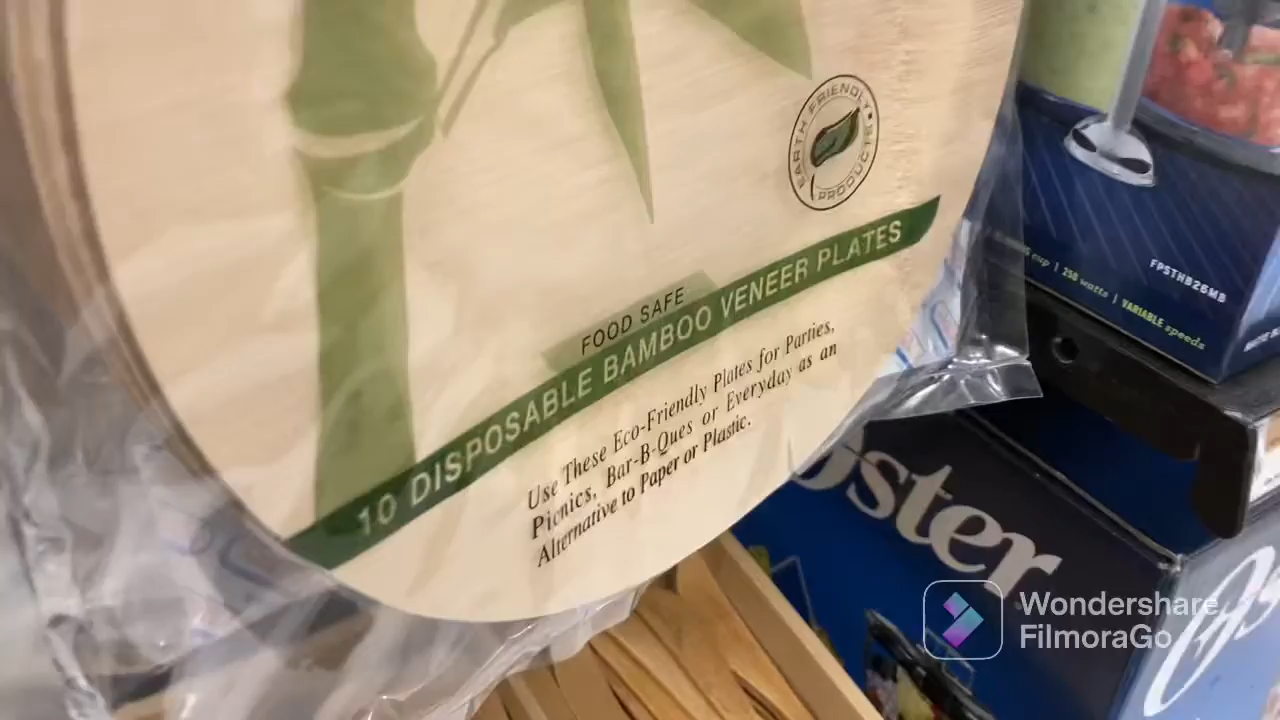 EARTH FRIENDLY PRODUCTS
FOOD SAFE
10 DISPOSABLE BAMBOO VENEER PLATES
Use These Eco-Friendly Plates for Parties,
Picnics, Bar-B-Ques or Everyday as an
Alternative to Paper or Plastic.
cup | 250 watts | VARIABLE speeds
FPSTHB26MB
oster
Wondershare
FilmoraGo